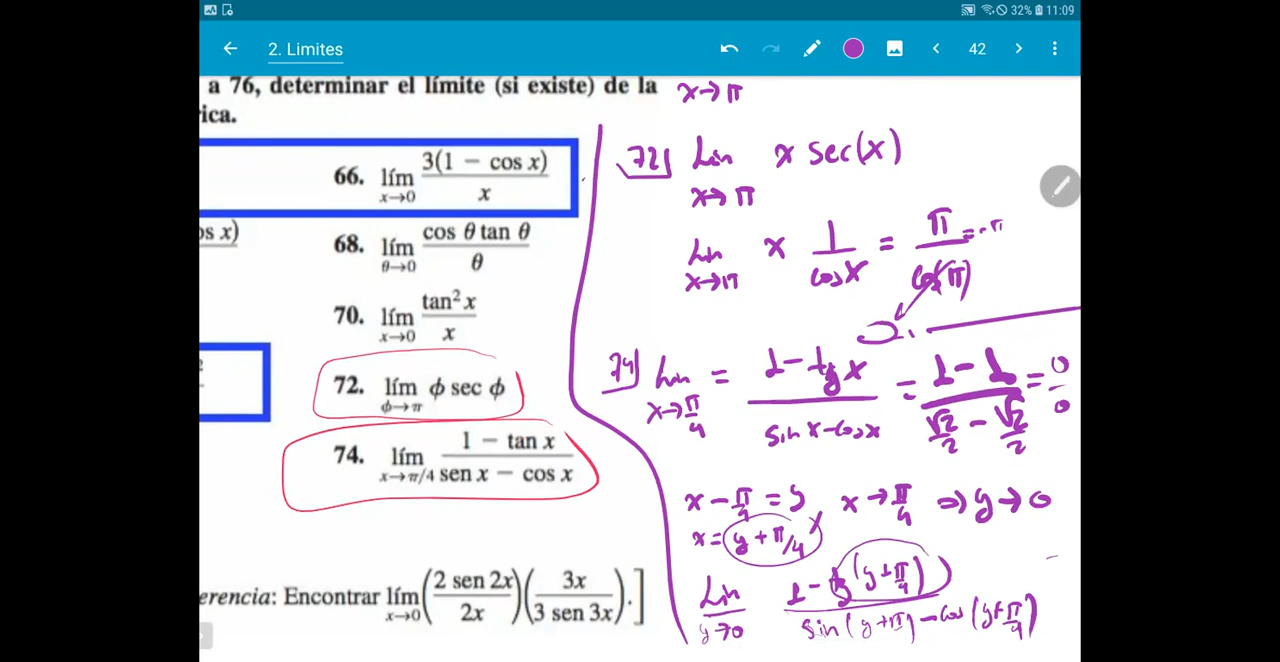 32% 11:09
2. Limites
42
a 76, determinar el límite (si existe) de la
rica.
66. lím x→0 3(1 − cos x) / x
os x)
68. lím θ→0 cos θ tan θ / θ
70. lím x→0 tan² x / x
72. lím ϕ→π ϕ sec ϕ
74. lím x→π/4 1 − tan x / sen x − cos x
erencia: Encontrar lím x→0 (2 sen 2x / 2x)(3x / 3 sen 3x).]
x→π
72] Lim x→π x sec(x)
Lim x→π x 1/cos x = π/cos(π) = -π
74] Lim x→π/4 = 1 - tg x / sin x - cos x = 1 - 1 / √2/2 - √2/2 = 0/0
x - π/4 = y x→π/4 ⇒ y→0
x = y + π/4
Lim y→0 1 - tg(y+π/4) / sin(y+π/4) - cos(y+π/4)